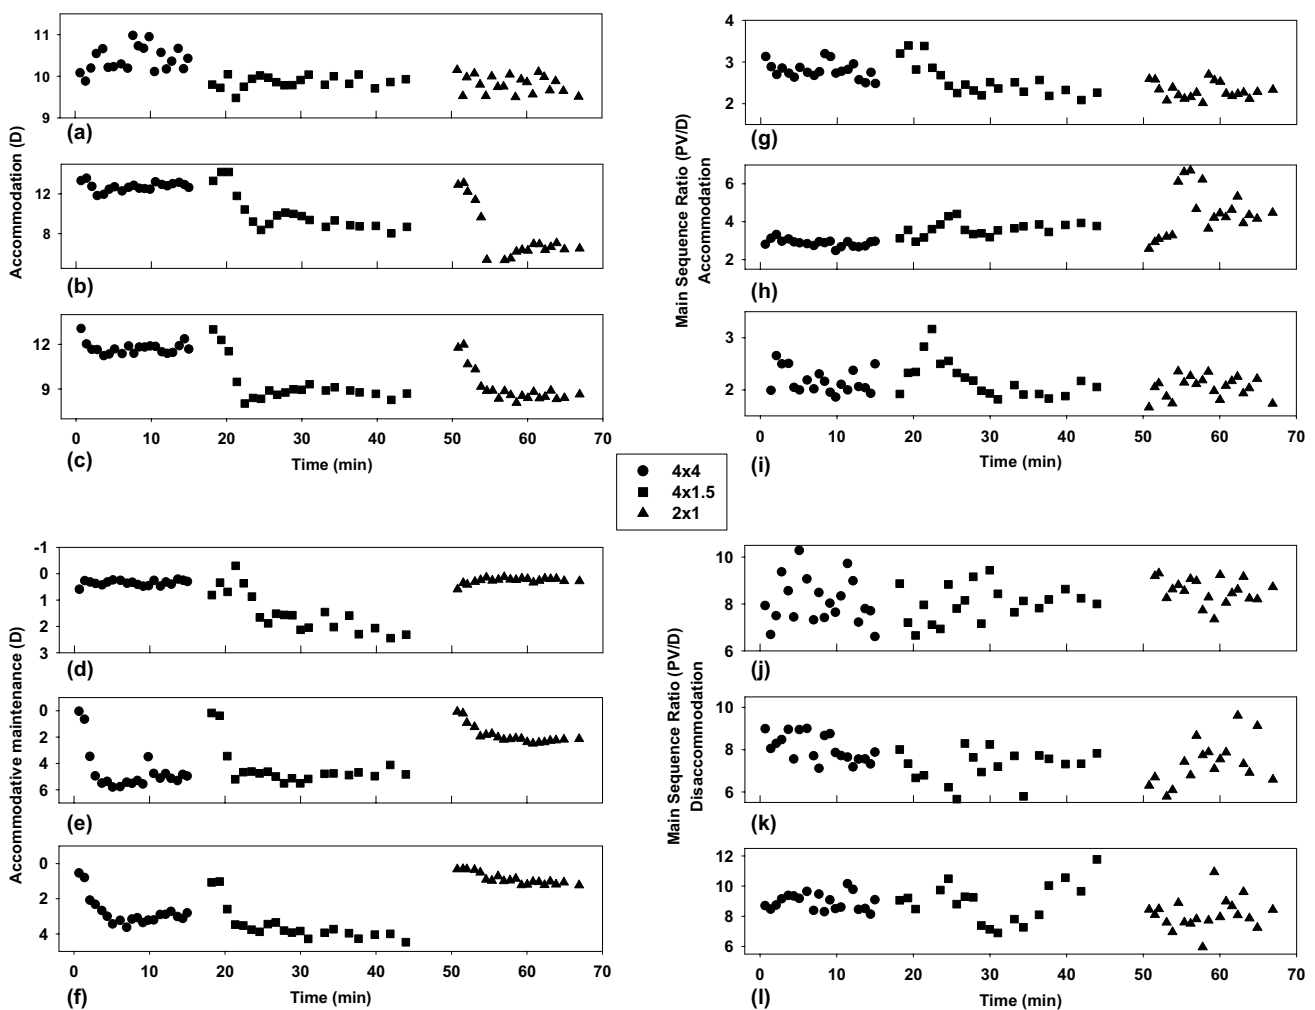 11
10
9
(a)
12
8
(b)
12
9
0 10 20 30 40 50 60 70
(c)
Time (min)
Accommodation (D)
4
3
2
(g)
6
4
2
(h)
3
2
0 10 20 30 40 50 60 70
(i)
Time (min)
Main Sequence Ratio (PV/D)
Accommodation
4x4
4x1.5
2x1
-1
0
1
2
3
(d)
0
2
4
6
(e)
0
2
4
0 10 20 30 40 50 60 70
(f)
Time (min)
Accommodative maintenance (D)
10
8
6
(j)
10
8
6
(k)
12
10
8
6
0 10 20 30 40 50 60 70
(l)
Time (min)
Main Sequence Ratio (PV/D)
Disaccommodation